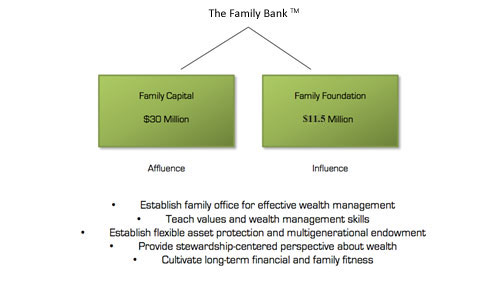 The Family Bank ™
Family Capital
$30 Million
Family Foundation
$11.5 Million
Affluence
Influence
• Establish family office for effective wealth management
• Teach values and wealth management skills
• Establish flexible asset protection and multigenerational endowment
• Provide stewardship-centered perspective about wealth
• Cultivate long-term financial and family fitness